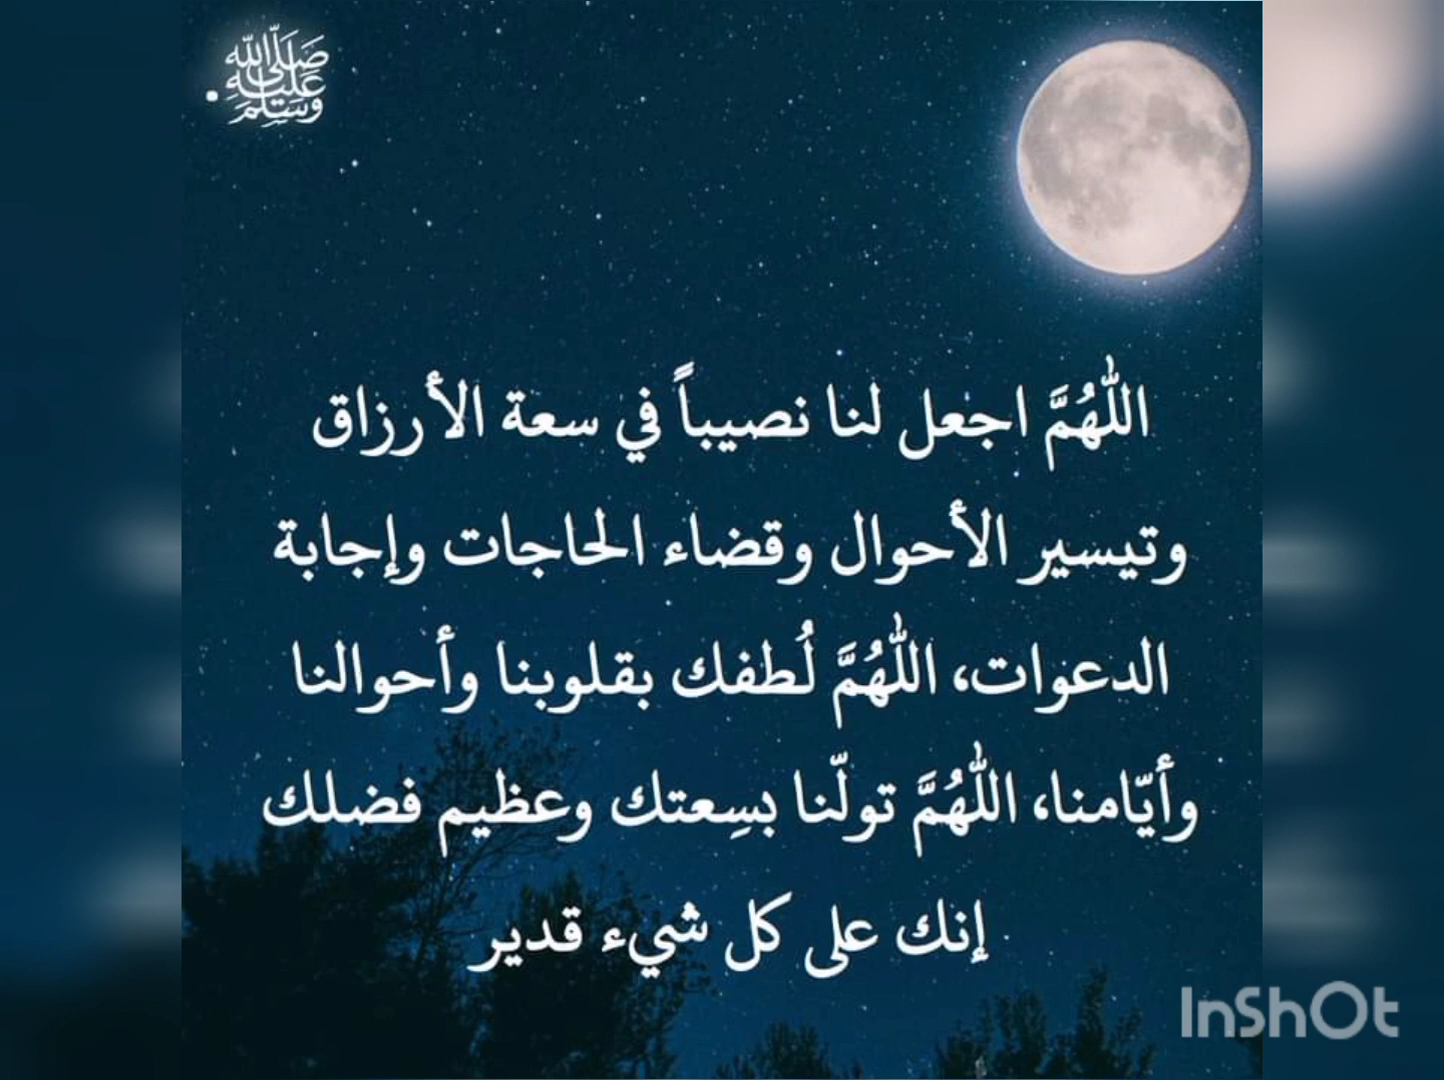 صلى الله عليه وسلم
اللّٰهُمَّ اجعل لنا نصيباً في سعة الأرزاق
وتيسير الأحوال وقضاء الحاجات وإجابة
الدعوات، اللّٰهُمَّ لُطفك بقلوبنا وأحوالنا
وأيّامنا، اللّٰهُمَّ تولّنا بسِعتك وعظيم فضلك
إنك على كل شيء قدير
InShOt